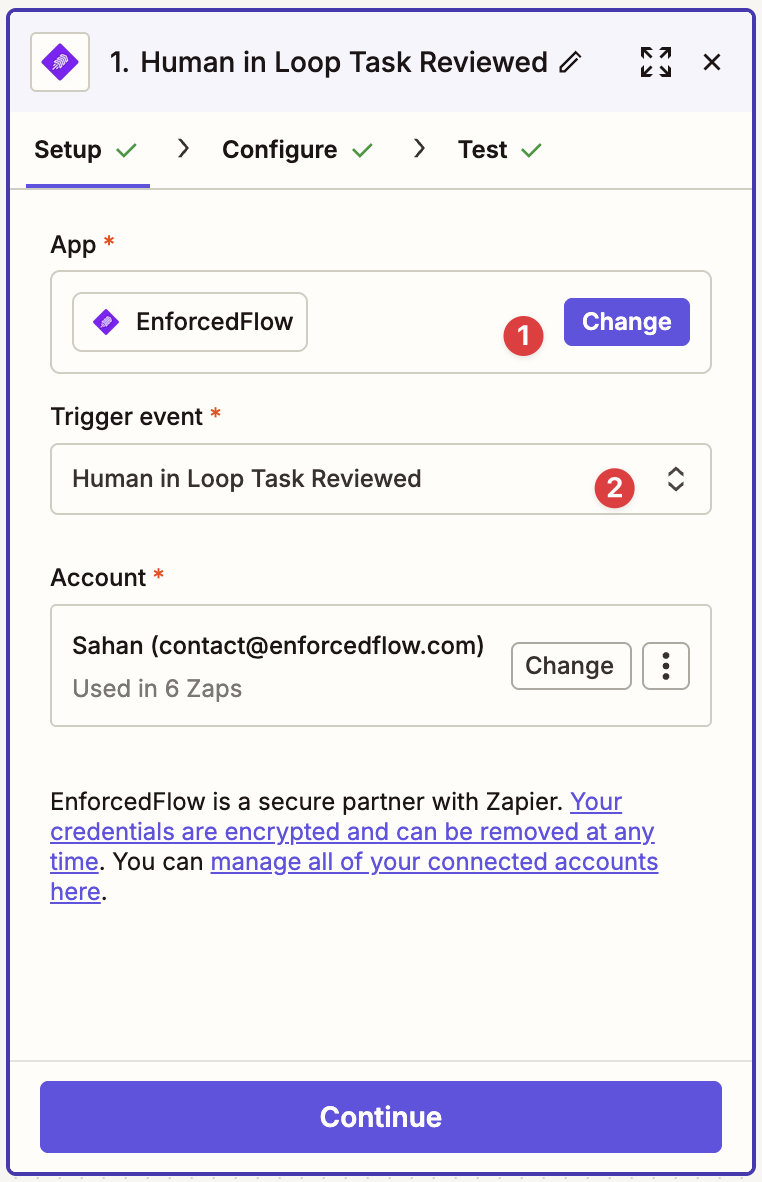 1. Human in Loop Task Reviewed
Setup
Configure
Test
App *
EnforcedFlow
1
Change
Trigger event *
Human in Loop Task Reviewed
2
Account *
Sahan (contact@enforcedflow.com)
Used in 6 Zaps
Change
EnforcedFlow is a secure partner with Zapier. Your
credentials are encrypted and can be removed at any
time. You can manage all of your connected accounts
here.
Continue